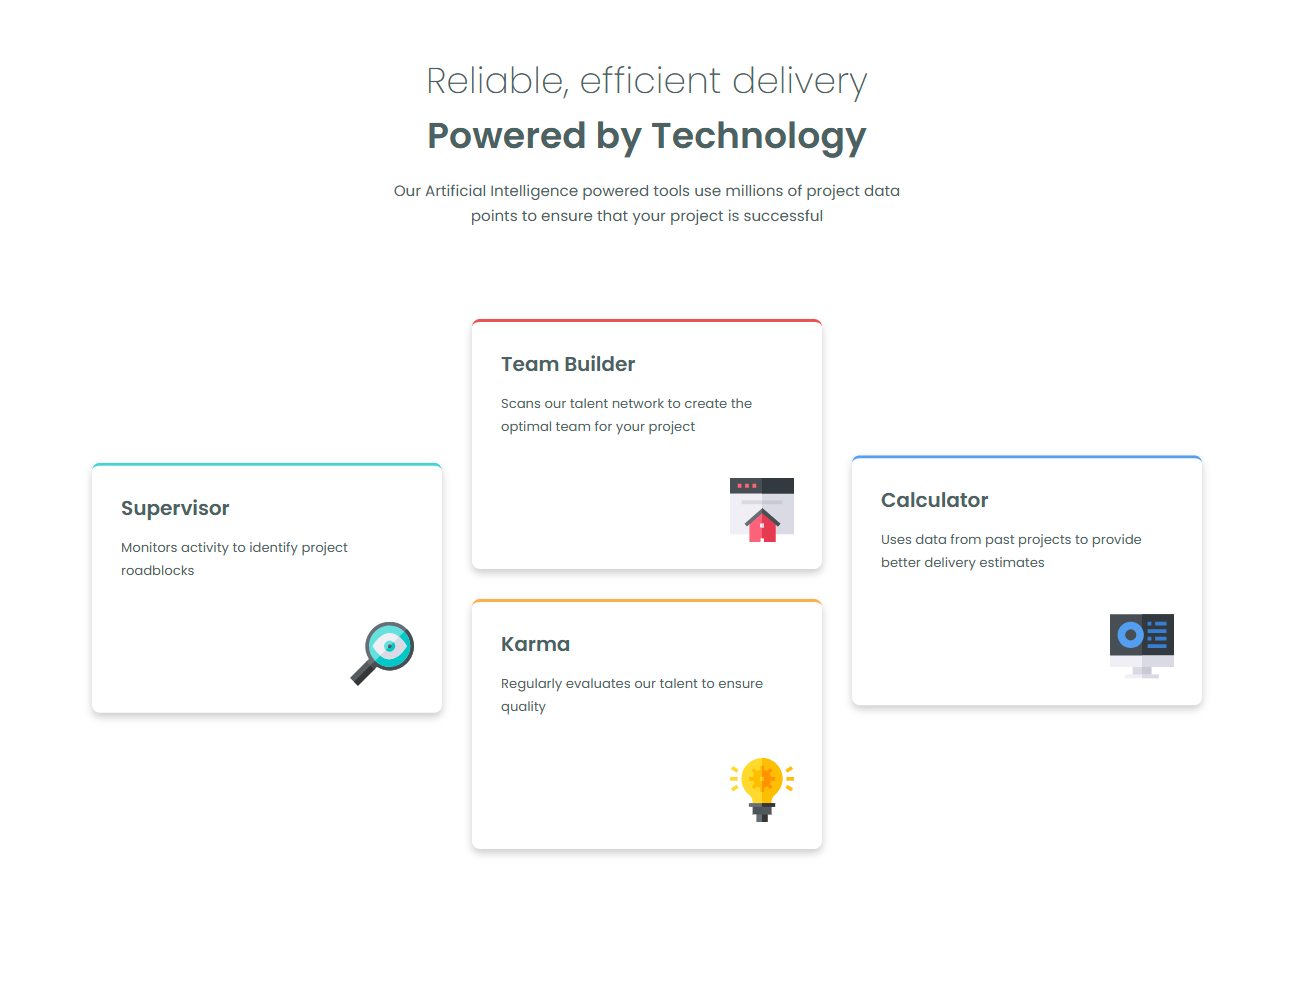 Reliable, efficient delivery
Powered by Technology
Our Artificial Intelligence powered tools use millions of project data
points to ensure that your project is successful
Supervisor
Monitors activity to identify project
roadblocks
Team Builder
Scans our talent network to create the
optimal team for your project
Karma
Regularly evaluates our talent to ensure
quality
Calculator
Uses data from past projects to provide
better delivery estimates